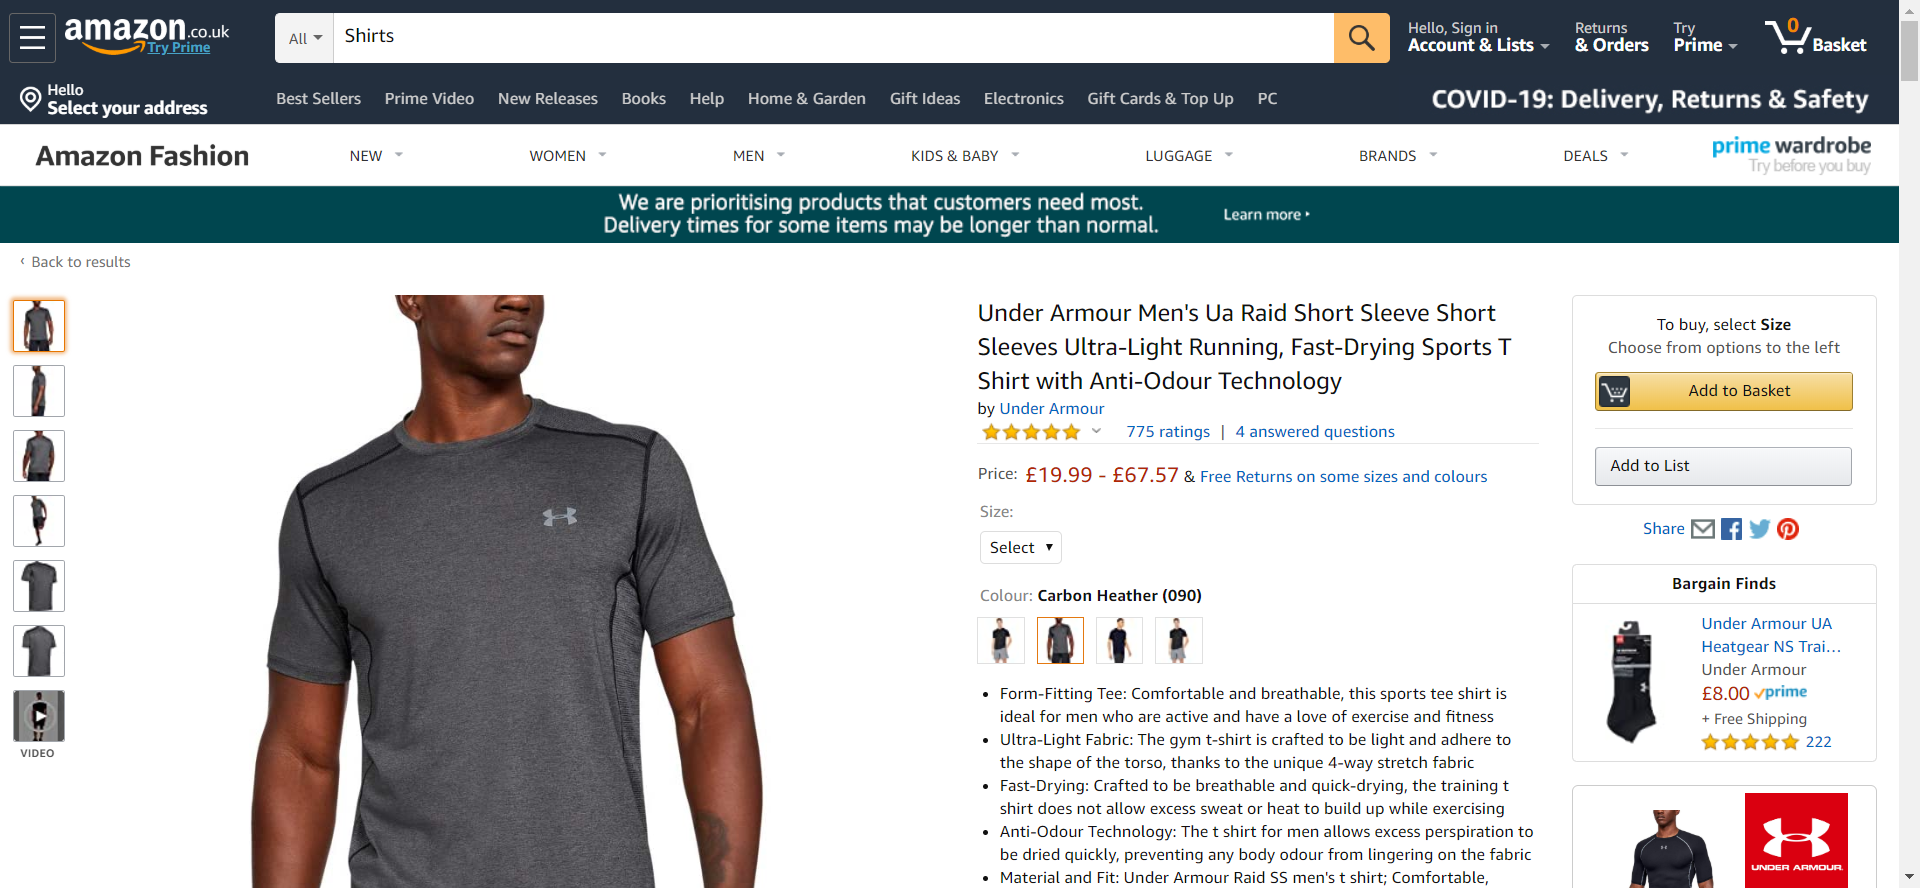 amazon.co.uk
Try Prime
All
Shirts
Hello, Sign in
Account & Lists
Returns
& Orders
Try
Prime
0
Basket
Hello
Select your address
Best Sellers
Prime Video
New Releases
Books
Help
Home & Garden
Gift Ideas
Electronics
Gift Cards & Top Up
PC
COVID-19: Delivery, Returns & Safety
Amazon Fashion
NEW
WOMEN
MEN
KIDS & BABY
LUGGAGE
BRANDS
DEALS
prime wardrobe
Try before you buy
We are prioritising products that customers need most.
Delivery times for some items may be longer than normal.
Learn more
‹ Back to results
VIDEO
Under Armour Men's Ua Raid Short Sleeve Short
Sleeves Ultra-Light Running, Fast-Drying Sports T
Shirt with Anti-Odour Technology
by Under Armour
775 ratings | 4 answered questions
Price: £19.99 - £67.57 & Free Returns on some sizes and colours
Size:
Select
Colour: Carbon Heather (090)
• Form-Fitting Tee: Comfortable and breathable, this sports tee shirt is
ideal for men who are active and have a love of exercise and fitness
• Ultra-Light Fabric: The gym t-shirt is crafted to be light and adhere to
the shape of the torso, thanks to the unique 4-way stretch fabric
• Fast-Drying: Crafted to be breathable and quick-drying, the training t
shirt does not allow excess sweat or heat to build up while exercising
• Anti-Odour Technology: The t shirt for men allows excess perspiration to
be dried quickly, preventing any body odour from lingering on the fabric
• Material and Fit: Under Armour Raid SS men's t shirt; Comfortable,
To buy, select Size
Choose from options to the left
Add to Basket
Add to List
Share
Bargain Finds
Under Armour UA
Heatgear NS Trai...
Under Armour
£8.00 prime
+ Free Shipping
222
UNDER ARMOUR.